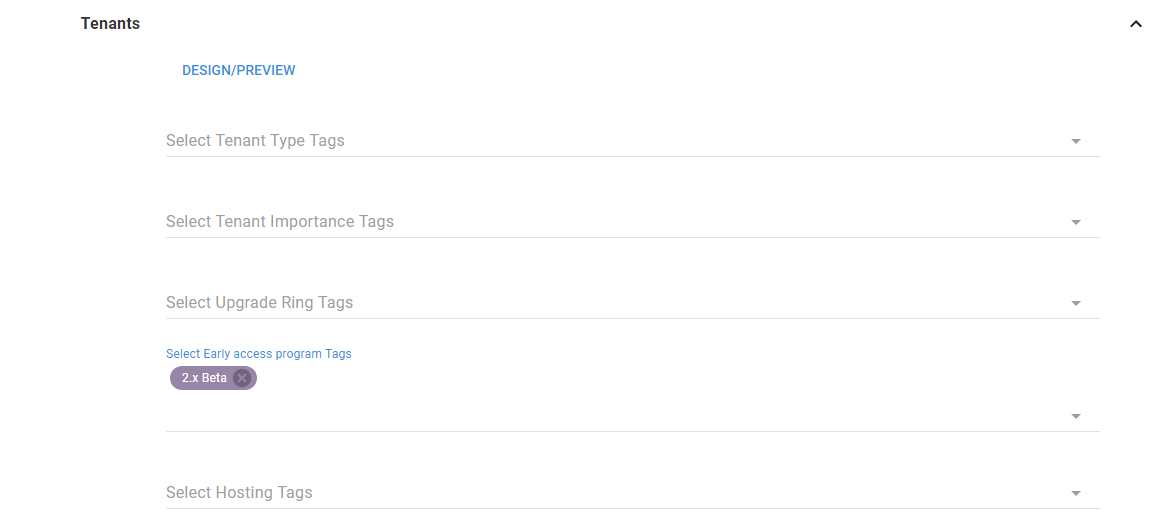 Tenants
DESIGN/PREVIEW
Select Tenant Type Tags
Select Tenant Importance Tags
Select Upgrade Ring Tags
Select Early access program Tags
2.x Beta
Select Hosting Tags